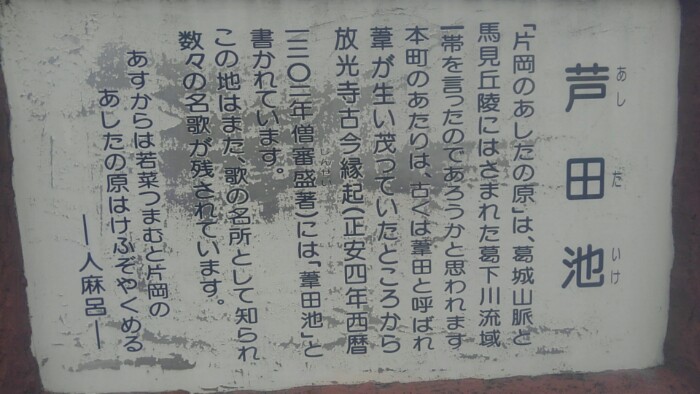 芦田池
あしだいけ
「片岡のあしたの原」は、葛城山脈と
馬見丘陵にはさまれた葛下川流域
一帯を言ったのであろうかと思われます
本町のあたりは、古くは葦田と呼ばれ
葦が生い茂っていたところから
放光寺古今縁起(正安四年西暦
一三〇二年僧審盛著)には、「葦田池」と
しんせい
書かれています。
この地はまた、歌の名所として知られ
数々の名歌が残されています。
あすからは若菜つまむと片岡の
あしたの原はけふぞやくめる
―人麻呂―